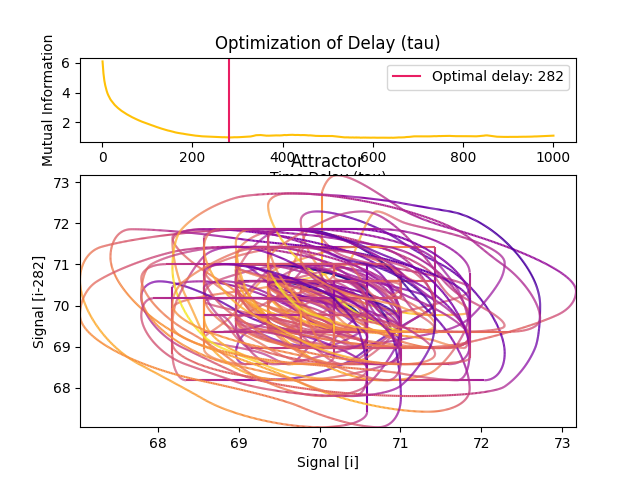 Optimization of Delay (tau)
Mutual Information
6
4
2
Optimal delay: 282
0 200 400 600 800 1000
Time Delay (tau)
Attractor
Signal [i-282]
73
72
71
70
69
68
68 69 70 71 72 73
Signal [i]